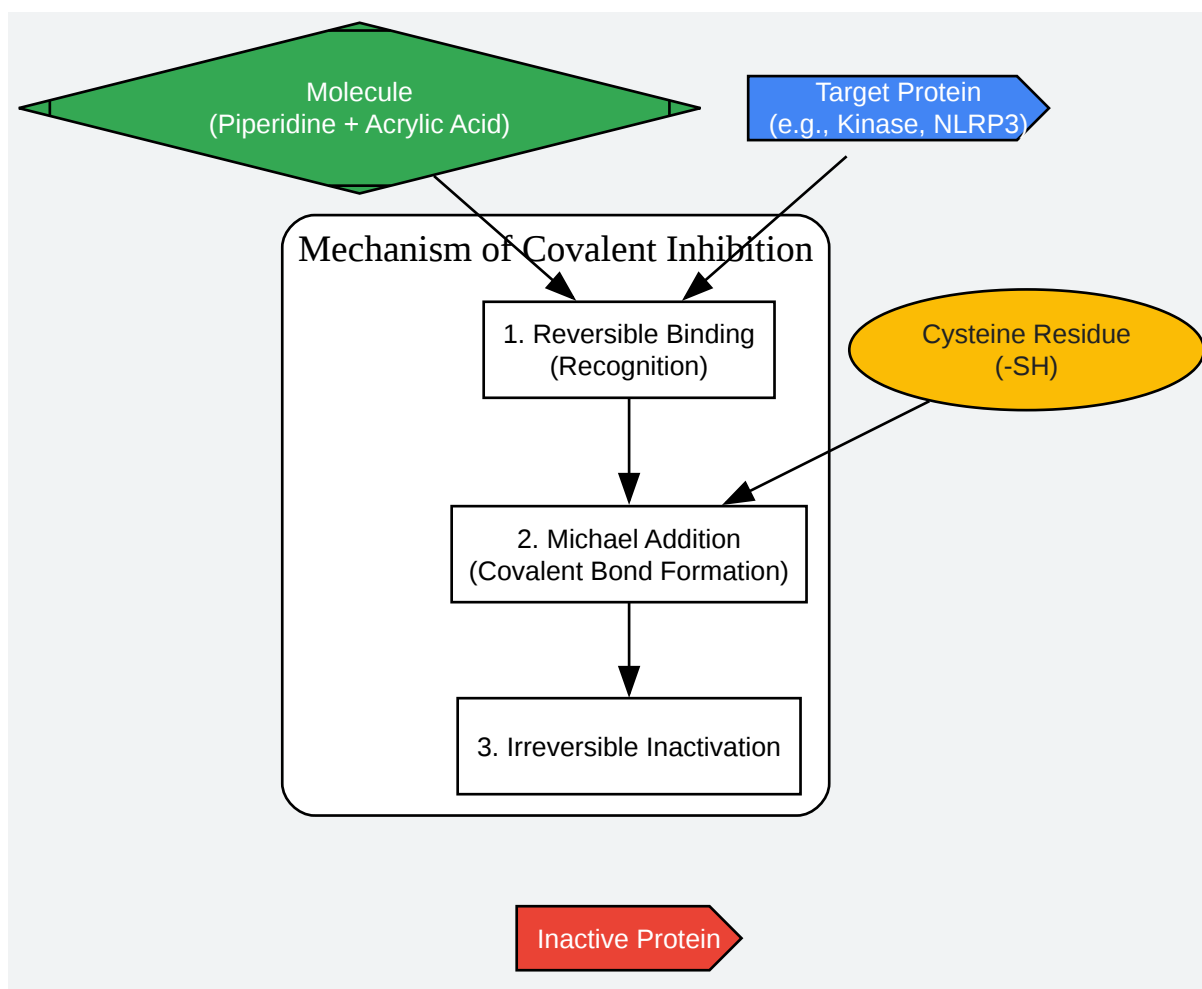 Molecule
(Piperidine + Acrylic Acid)
Target Protein
(e.g., Kinase, NLRP3)
Mechanism of Covalent Inhibition
1. Reversible Binding
(Recognition)
Cysteine Residue
(-SH)
2. Michael Addition
(Covalent Bond Formation)
3. Irreversible Inactivation
Inactive Protein